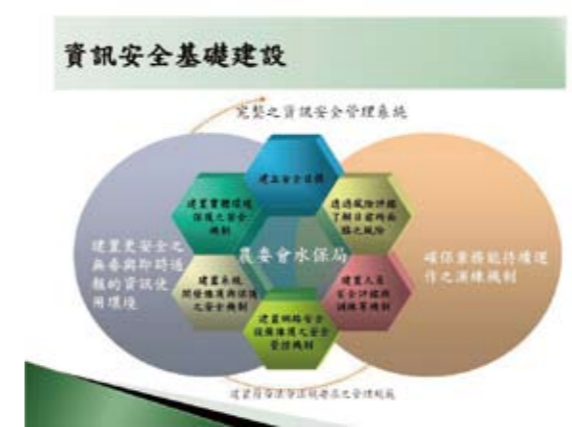 資訊安全基礎建設
完整之資訊安全管理系統
建立安全目標
建置實體環境
保護之安全
機制
透過風險評鑑
了解目前所面
臨之風險
農委會水保局
建置更安全之
無毒與即時通
報的資訊使
用環境
確保業務能持續運
作之演練機制
建置系統
開發維護與保護
之安全機制
建置人員
安全評鑑與
訓練等機制
建置網路安全
設備維護之安全
管控機制